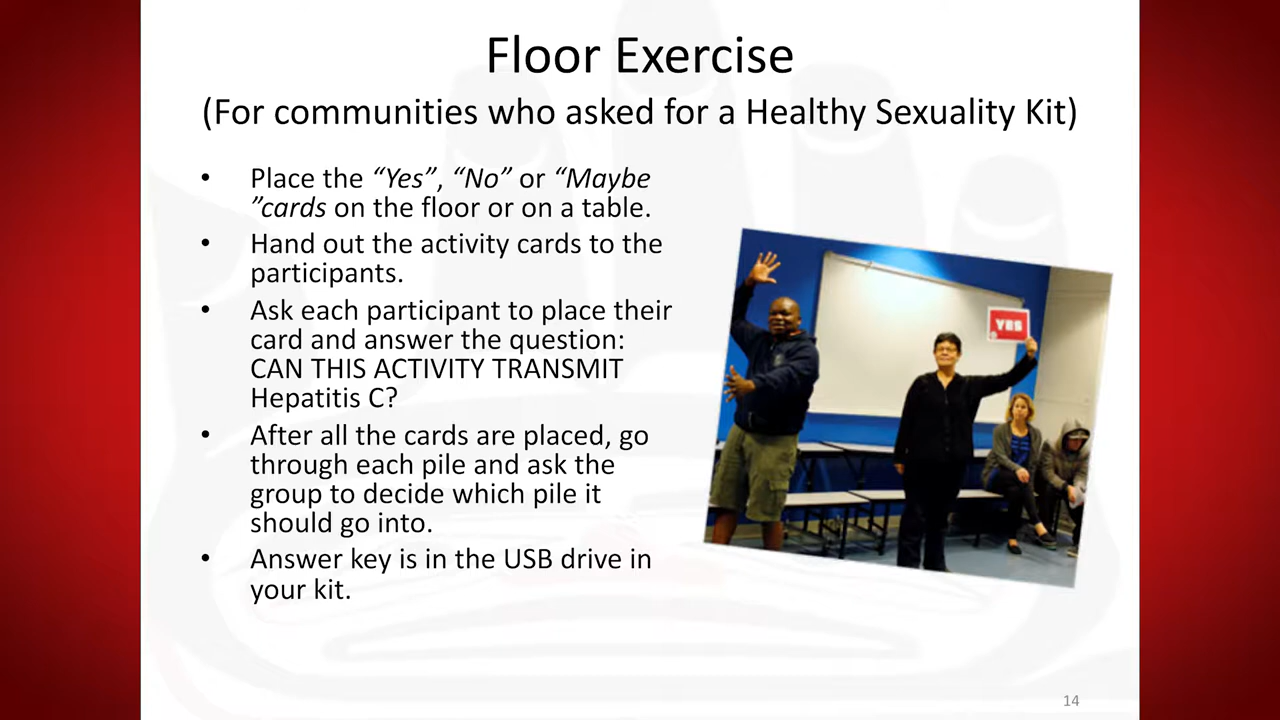 Floor Exercise
(For communities who asked for a Healthy Sexuality Kit)
• Place the “Yes”, “No” or “Maybe
”cards on the floor or on a table.
• Hand out the activity cards to the
participants.
• Ask each participant to place their
card and answer the question:
CAN THIS ACTIVITY TRANSMIT
Hepatitis C?
• After all the cards are placed, go
through each pile and ask the
group to decide which pile it
should go into.
• Answer key is in the USB drive in
your kit.
YES
14